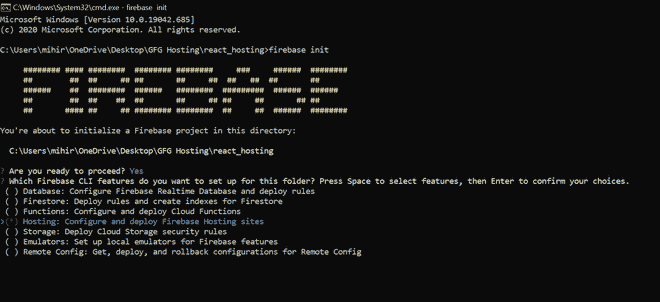 C:\Windows\System32\cmd.exe - firebase init
Microsoft Windows [Version 10.0.19042.685]
(c) 2020 Microsoft Corporation. All rights reserved.
C:\Users\mihir\OneDrive\Desktop\GFG Hosting\react_hosting>firebase init
FIREBASE
You're about to initialize a Firebase project in this directory:
C:\Users\mihir\OneDrive\Desktop\GFG Hosting\react_hosting
? Are you ready to proceed? Yes
? Which Firebase CLI features do you want to set up for this folder? Press Space to select features, then Enter to confirm your choices.
( ) Database: Configure Firebase Realtime Database and deploy rules
( ) Firestore: Deploy rules and create indexes for Firestore
( ) Functions: Configure and deploy Cloud Functions
>(*) Hosting: Configure and deploy Firebase Hosting sites
( ) Storage: Deploy Cloud Storage security rules
( ) Emulators: Set up local emulators for Firebase features
( ) Remote Config: Get, deploy, and rollback configurations for Remote Config